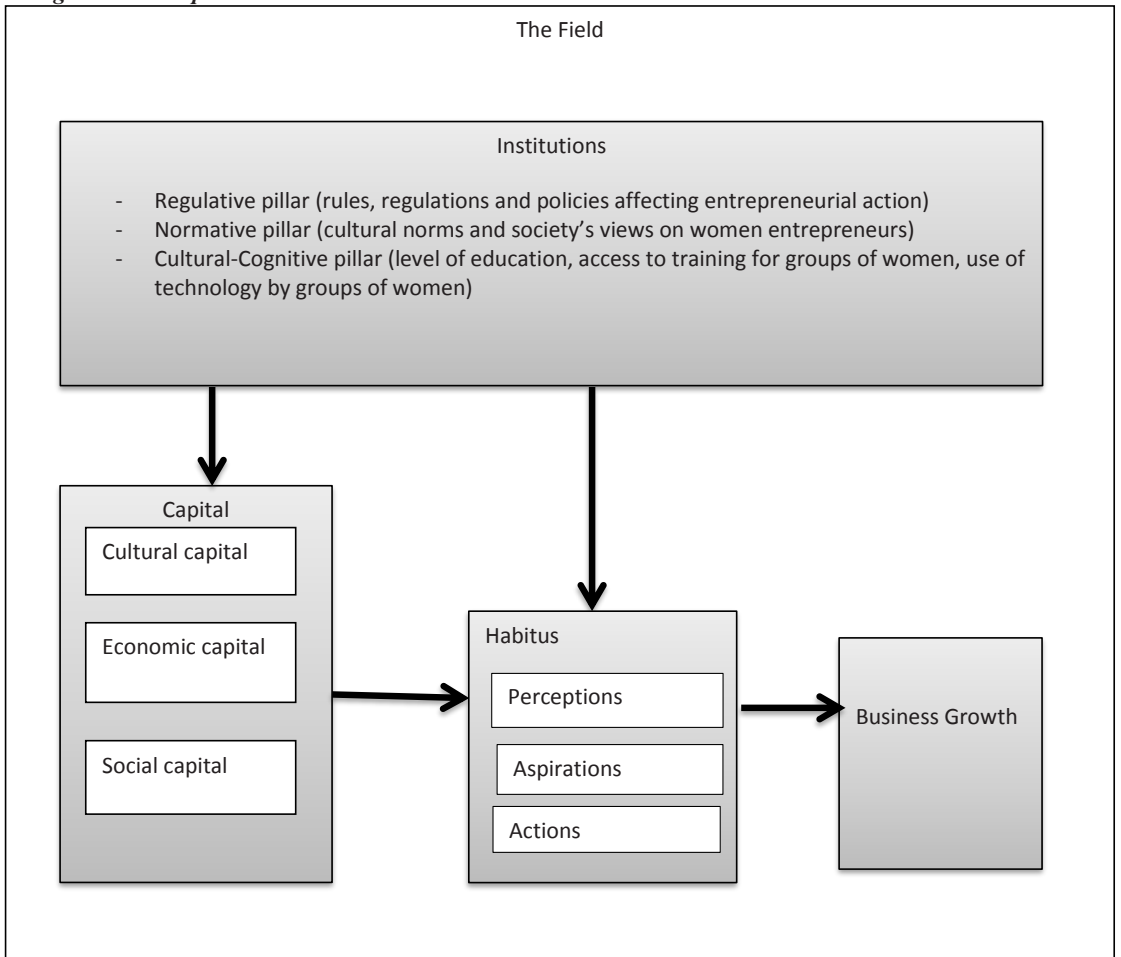 The Field
Institutions
- Regulative pillar (rules, regulations and policies affecting entrepreneurial action)
- Normative pillar (cultural norms and society's views on women entrepreneurs)
- Cultural-Cognitive pillar (level of education, access to training for groups of women, use of
technology by groups of women)
Capital
Cultural capital
Economic capital
Social capital
Habitus
Perceptions
Aspirations
Actions
Business Growth